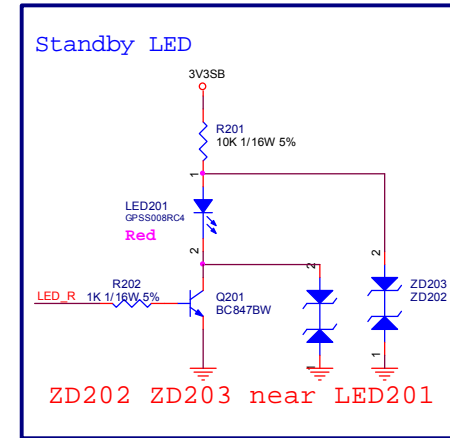 Standby LED
3V3SB
R201
10K 1/16W 5%
1
LED201
GPSS008RC4
Red
2
R202
LED_R
1K 1/16W 5%
Q201
BC847BW
2
2
ZD203
ZD202
1
1
ZD202 ZD203 near LED201